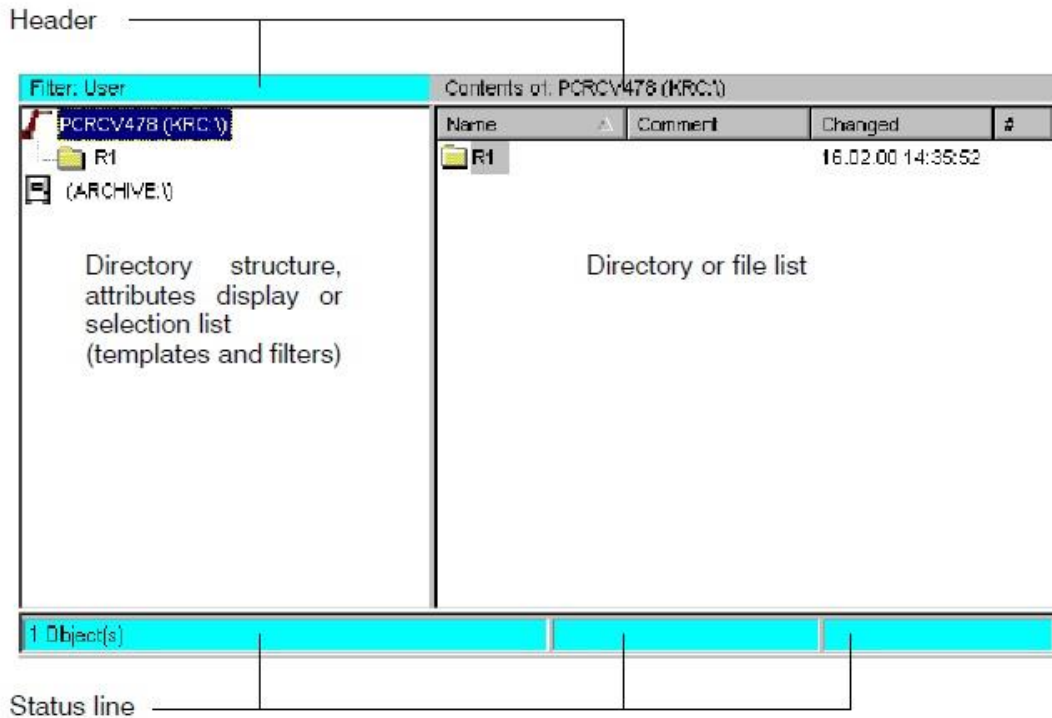 Header
Filter: User
Contents of: PCRCV478 (KRC:\)
PCRCV478 (KRC:\)
Name
Comment
Changed
#
R1
R1
16.02.00 14:35:52
(ARCHIVE:\)
Directory structure,
attributes display or
selection list
(templates and filters)
Directory or file list
1 Object(s)
Status line